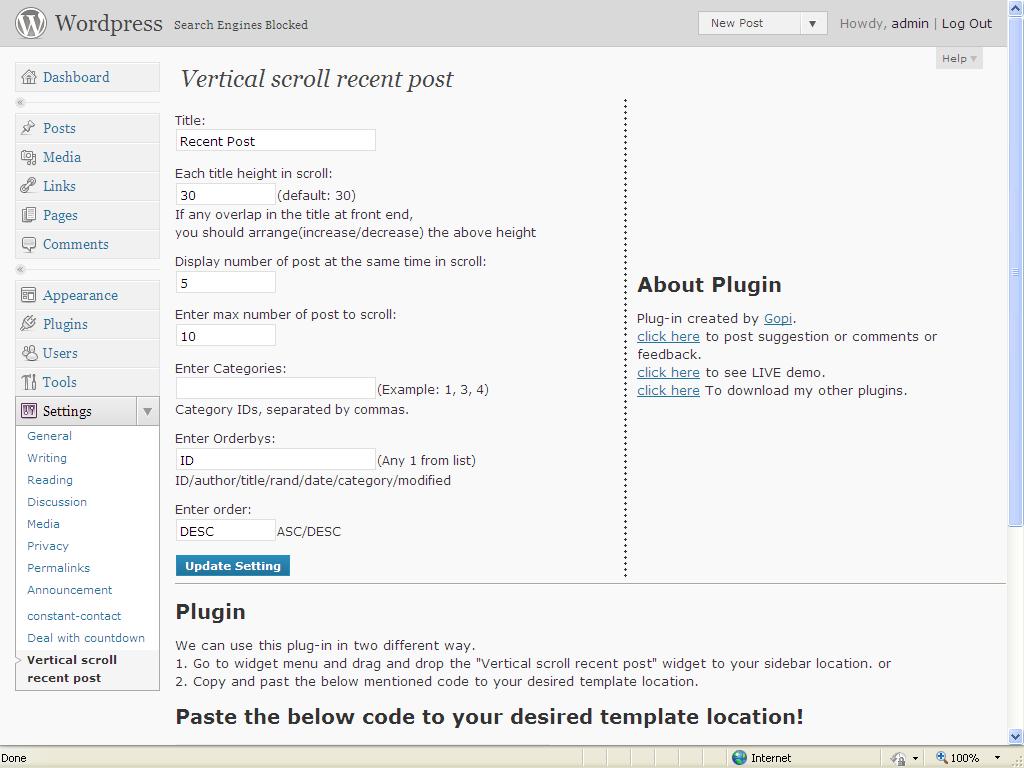 Wordpress Search Engines Blocked
New Post
Howdy, admin | Log Out
Help
Dashboard
Posts
Media
Links
Pages
Comments
Appearance
Plugins
Users
Tools
Settings
General
Writing
Reading
Discussion
Media
Privacy
Permalinks
Announcement
constant-contact
Deal with countdown
Vertical scroll
recent post
Vertical scroll recent post
Title:
Recent Post
Each title height in scroll:
30 (default: 30)
If any overlap in the title at front end,
you should arrange(increase/decrease) the above height
Display number of post at the same time in scroll:
5
Enter max number of post to scroll:
10
Enter Categories:
(Example: 1, 3, 4)
Category IDs, separated by commas.
Enter Orderbys:
ID (Any 1 from list)
ID/author/title/rand/date/category/modified
Enter order:
DESC ASC/DESC
Update Setting
About Plugin
Plug-in created by Gopi.
click here to post suggestion or comments or
feedback.
click here to see LIVE demo.
click here To download my other plugins.
Plugin
We can use this plug-in in two different way.
1. Go to widget menu and drag and drop the "Vertical scroll recent post" widget to your sidebar location. or
2. Copy and past the below mentioned code to your desired template location.
Paste the below code to your desired template location!
Done
Internet
100%